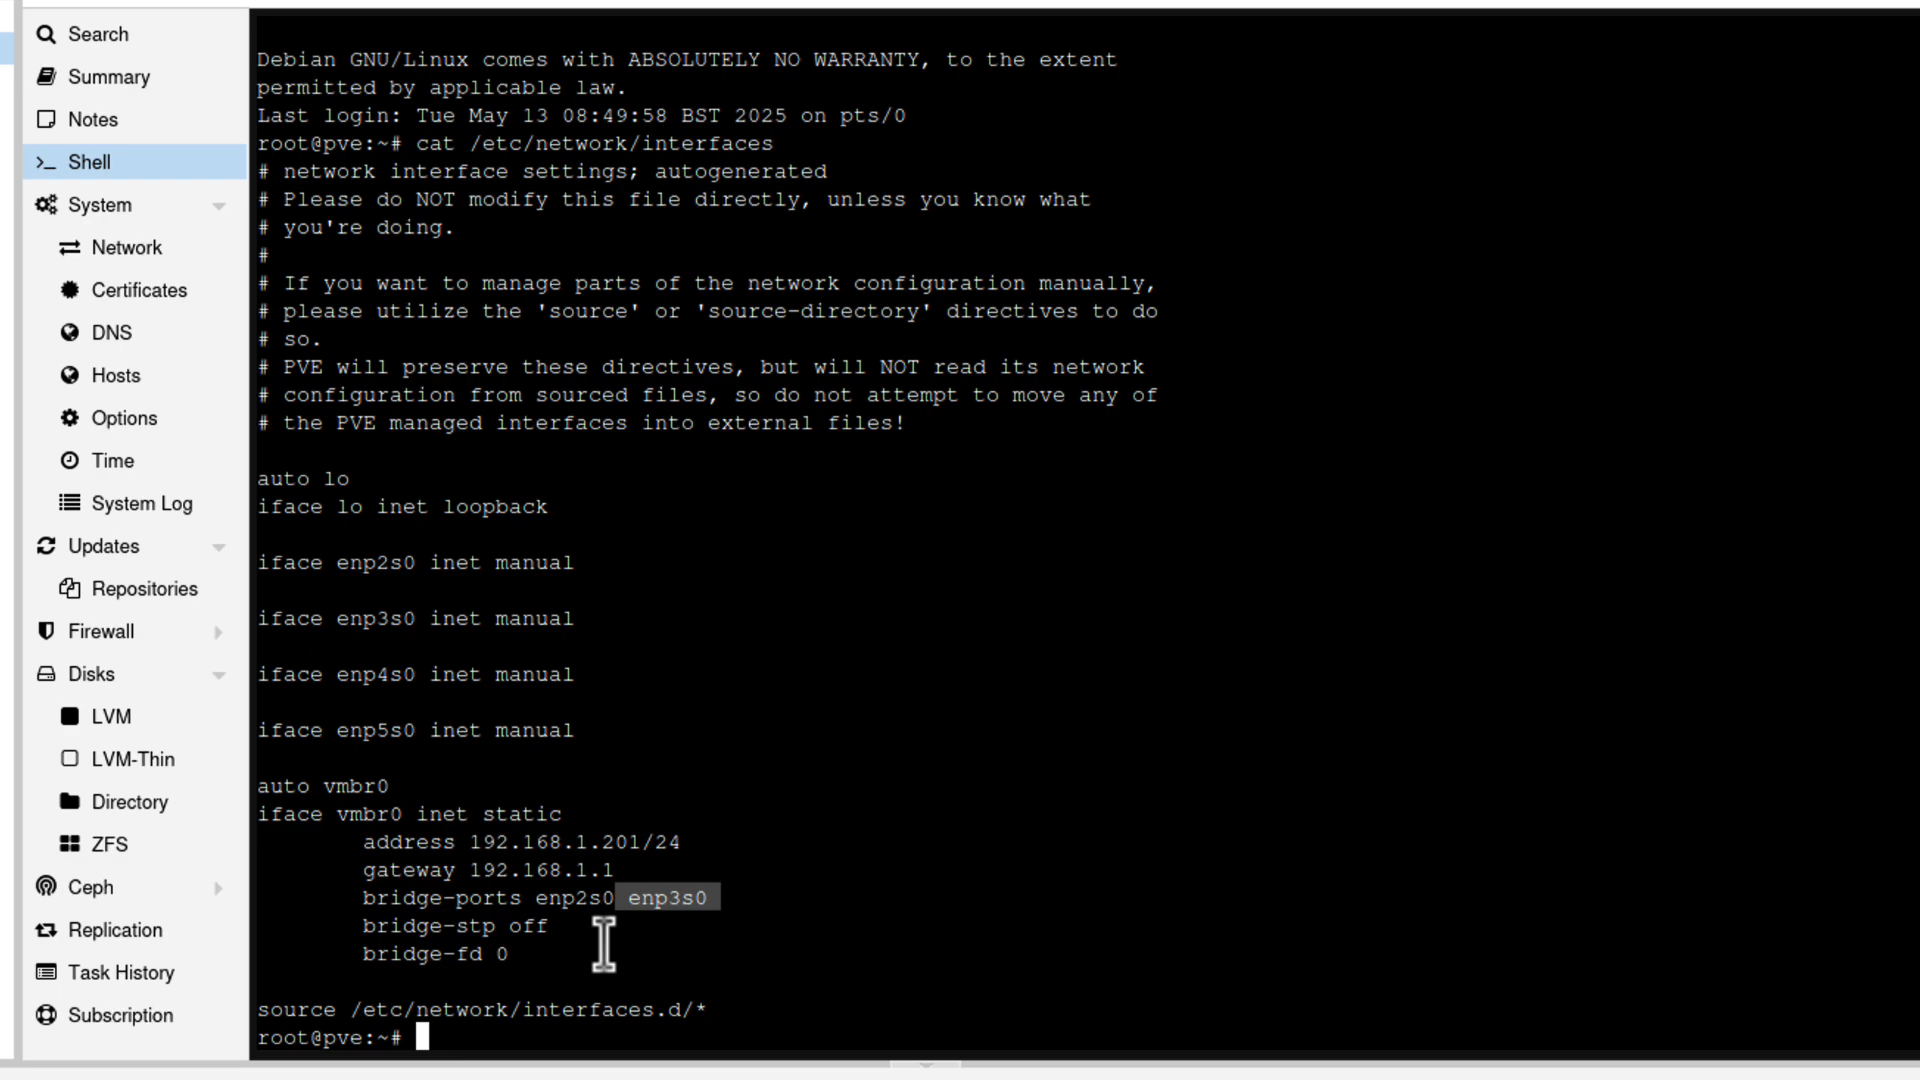 Search
Summary
Notes
Shell
System
Network
Certificates
DNS
Hosts
Options
Time
System Log
Updates
Repositories
Firewall
Disks
LVM
LVM-Thin
Directory
ZFS
Ceph
Replication
Task History
Subscription
Debian GNU/Linux comes with ABSOLUTELY NO WARRANTY, to the extent
permitted by applicable law.
Last login: Tue May 13 08:49:58 BST 2025 on pts/0
root@pve:~# cat /etc/network/interfaces
# network interface settings; autogenerated
# Please do NOT modify this file directly, unless you know what
# you're doing.
#
# If you want to manage parts of the network configuration manually,
# please utilize the 'source' or 'source-directory' directives to do
# so.
# PVE will preserve these directives, but will NOT read its network
# configuration from sourced files, so do not attempt to move any of
# the PVE managed interfaces into external files!
auto lo
iface lo inet loopback
iface enp2s0 inet manual
iface enp3s0 inet manual
iface enp4s0 inet manual
iface enp5s0 inet manual
auto vmbr0
iface vmbr0 inet static
address 192.168.1.201/24
gateway 192.168.1.1
bridge-ports enp2s0 enp3s0
bridge-stp off
bridge-fd 0
source /etc/network/interfaces.d/*
root@pve:~#